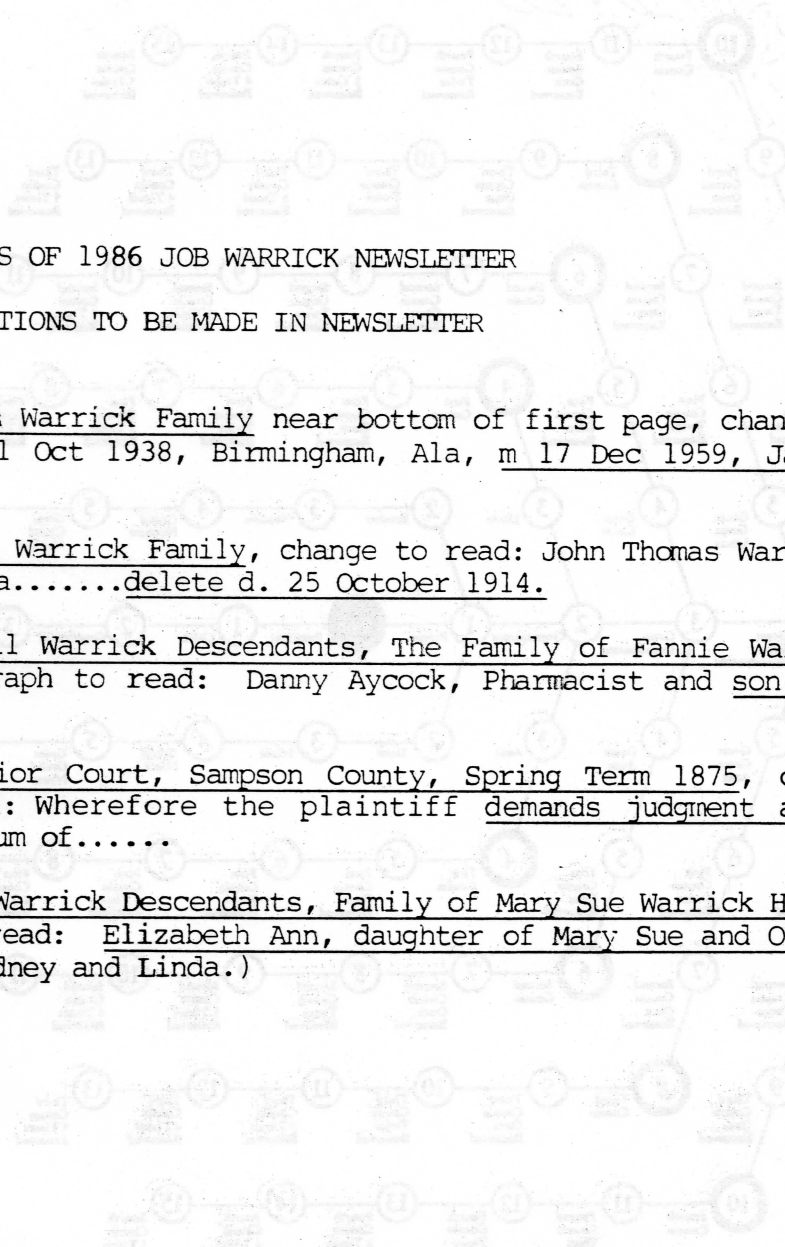 S OF 1986 JOB WARRICK NEWSLETTER
TIONS TO BE MADE IN NEWSLETTER
Warrick Family near bottom of first page, chan
l Oct 1938, Birmingham, Ala, m 17 Dec 1959, J
Warrick Family, change to read: John Thomas War
a.......delete d. 25 October 1914.
ll Warrick Descendants, The Family of Fannie Wa
raph to read: Danny Aycock, Pharmacist and son
ior Court, Sampson County, Spring Term 1875,
: Wherefore the plaintiff demands judgment a
um of......
Warrick Descendants, Family of Mary Sue Warrick H
read: Elizabeth Ann, daughter of Mary Sue and O
dney and Linda.)